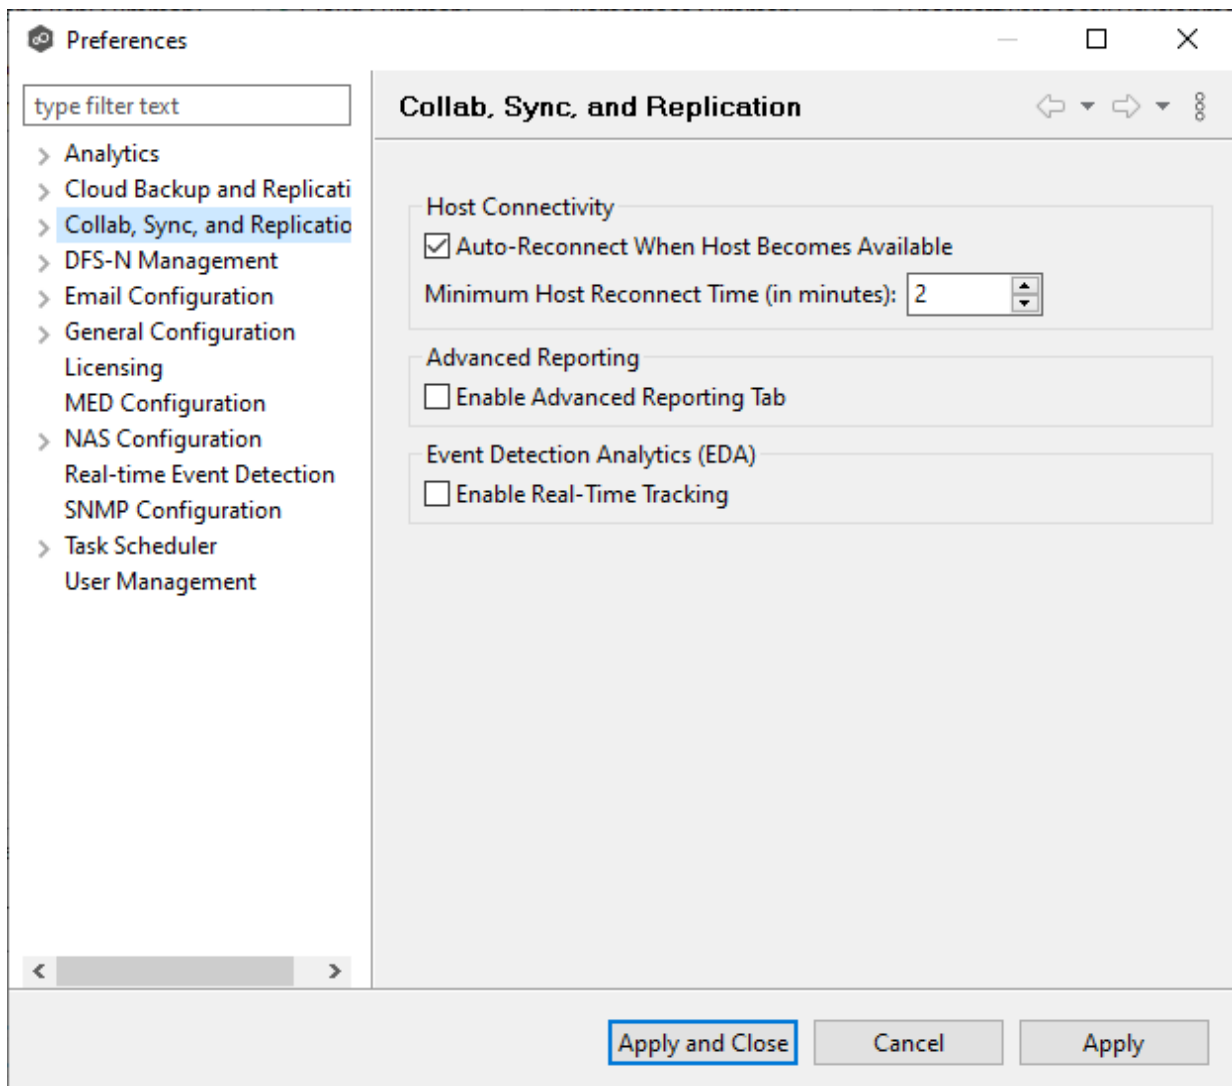 Preferences
type filter text
Analytics
Cloud Backup and Replicati
Collab, Sync, and Replicatio
DFS-N Management
Email Configuration
General Configuration
Licensing
MED Configuration
NAS Configuration
Real-time Event Detection
SNMP Configuration
Task Scheduler
User Management
Collab, Sync, and Replication
Host Connectivity
Auto-Reconnect When Host Becomes Available
Minimum Host Reconnect Time (in minutes): 2
Advanced Reporting
Enable Advanced Reporting Tab
Event Detection Analytics (EDA)
Enable Real-Time Tracking
Apply and Close Cancel Apply